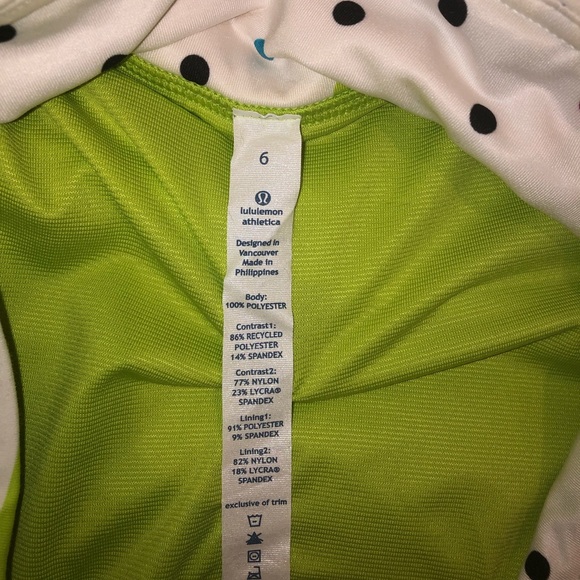 6
lululemon
athletica
Designed in
Vancouver
Made in
Philippines
Body:
100% POLYESTER
Contrast1:
86% RECYCLED
POLYESTER
14% SPANDEX
Contrast2:
77% NYLON
23% LYCRA®
SPANDEX
Lining1:
91% POLYESTER
9% SPANDEX
Lining2:
82% NYLON
18% LYCRA®
SPANDEX
exclusive of trim